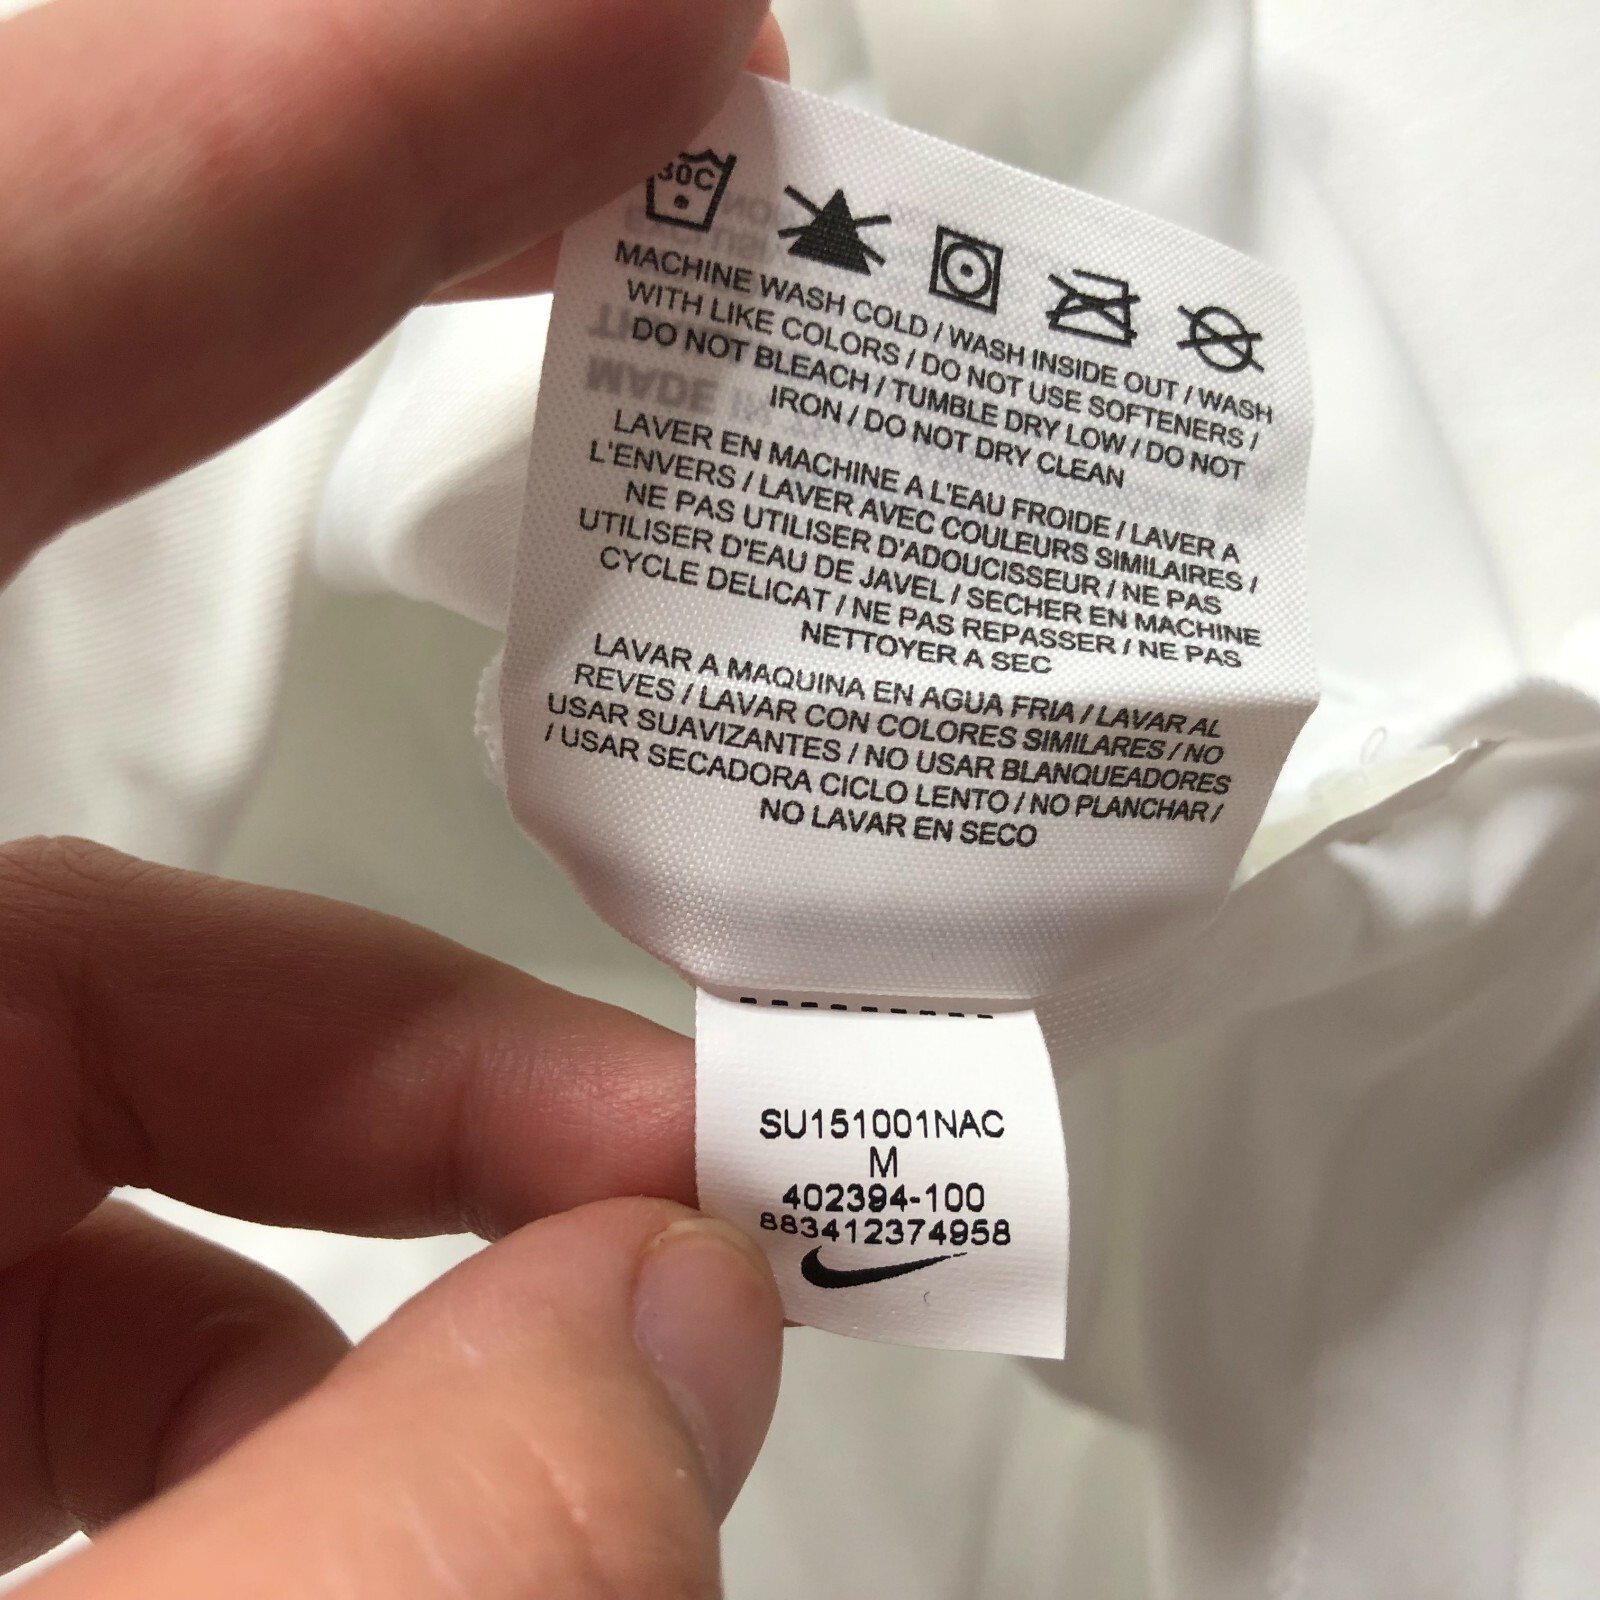 30C
MACHINE WASH COLD / WASH INSIDE OUT / WASH
WITH LIKE COLORS / DO NOT USE SOFTENERS /
DO NOT BLEACH / TUMBLE DRY LOW / DO NOT
IRON / DO NOT DRY CLEAN
LAVER EN MACHINE A L'EAU FROIDE / LAVER A
L'ENVERS / LAVER AVEC COULEURS SIMILAIRES /
NE PAS UTILISER D'ADOUCISSEUR / NE PAS
UTILISER D'EAU DE JAVEL / SECHER EN MACHINE
CYCLE DELICAT / NE PAS REPASSER / NE PAS
NETTOYER A SEC
LAVAR A MAQUINA EN AGUA FRIA / LAVAR AL
REVES / LAVAR CON COLORES SIMILARES / NO
USAR SUAVIZANTES / NO USAR BLANQUEADORES
/ USAR SECADORA CICLO LENTO / NO PLANCHAR /
NO LAVAR EN SECO
SU151001NAC
M
402394-100
883412374958